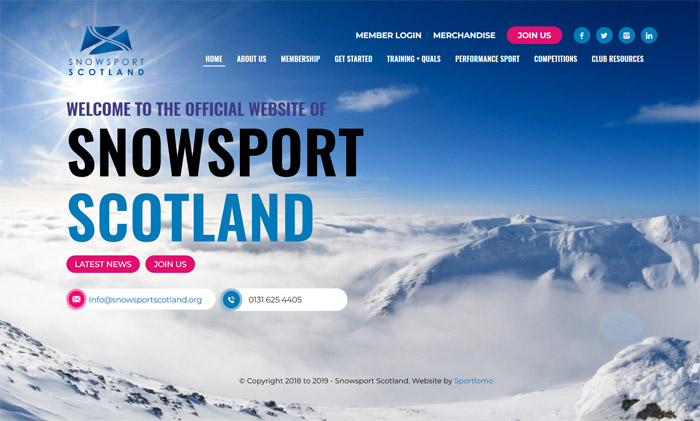 SNOWSPORT
SCOTLAND
MEMBER LOGIN
MERCHANDISE
JOIN US
HOME ABOUT US MEMBERSHIP GET STARTED TRAINING + QUALS PERFORMANCE SPORT COMPETITIONS CLUB RESOURCES
WELCOME TO THE OFFICIAL WEBSITE OF
SNOWSPORT
SCOTLAND
LATEST NEWS JOIN US
Info@snowsportscotland.org 0131 625 4405
© Copyright 2018 to 2019 - Snowsport Scotland. Website by Sportlomo